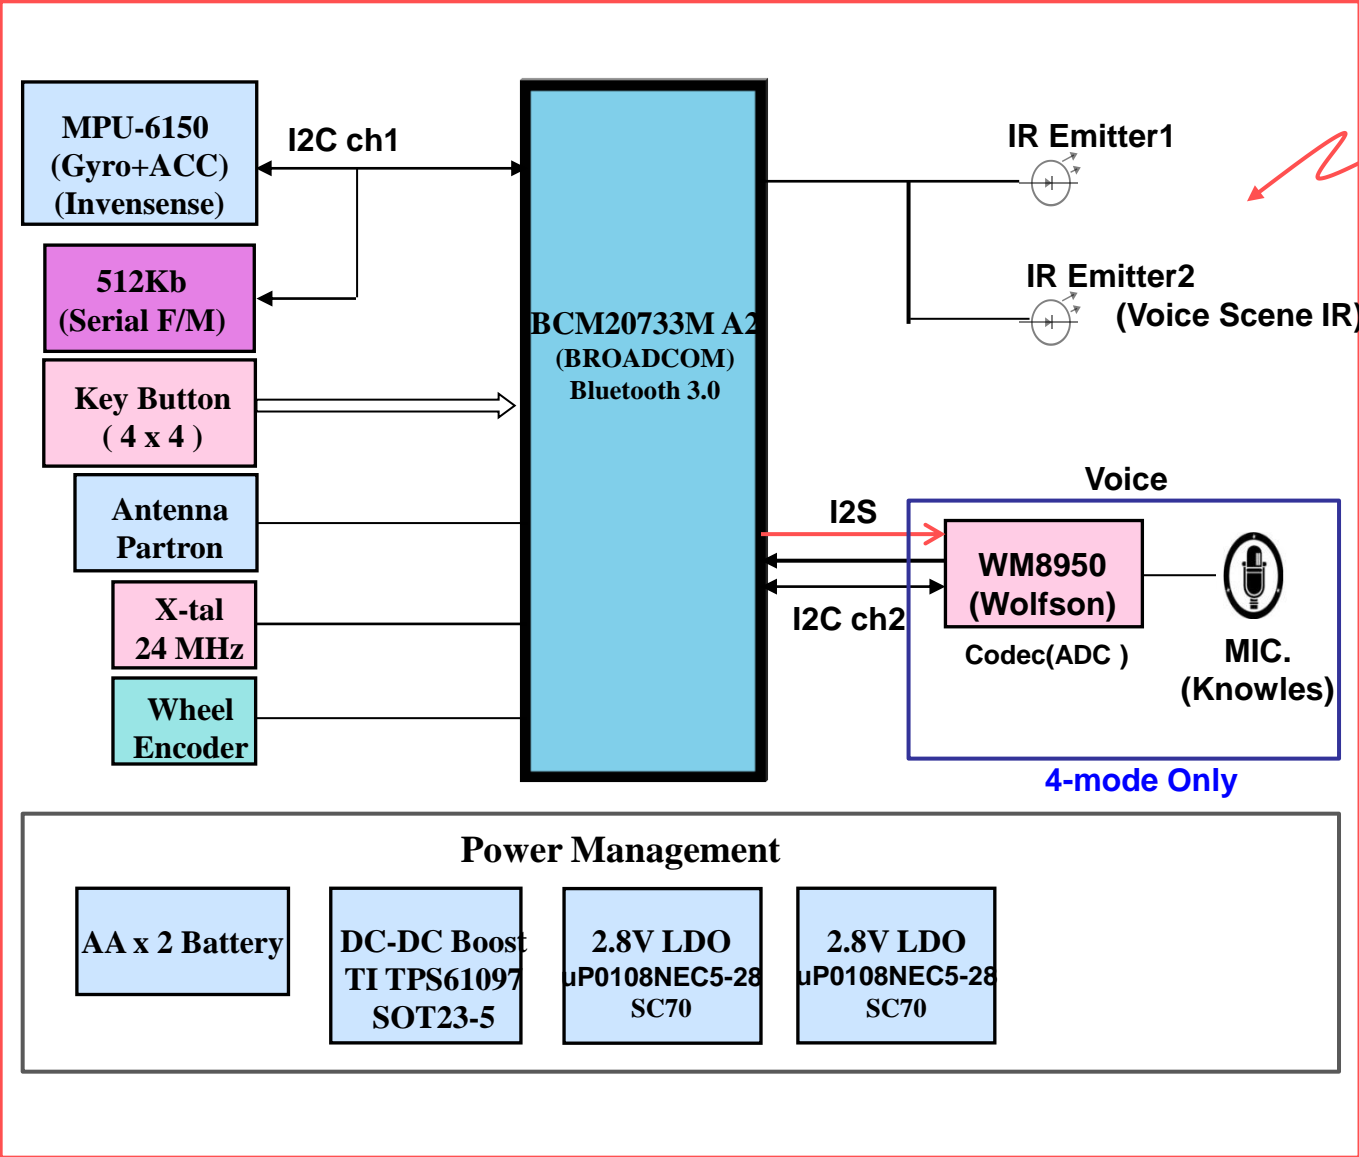 MPU-6150
(Gyro+ACC)
(Invensense)
I2C ch1
512Kb
(Serial F/M)
Key Button
( 4 x 4 )
Antenna
Partron
X-tal
24 MHz
Wheel
Encoder
BCM20733M A2
(BROADCOM)
Bluetooth 3.0
IR Emitter1
IR Emitter2
(Voice Scene IR)
Voice
I2S
I2C ch2
WM8950
(Wolfson)
Codec(ADC )
MIC.
(Knowles)
4-mode Only
Power Management
AA x 2 Battery
DC-DC Boost
TI TPS61097
SOT23-5
2.8V LDO
uP0108NEC5-28
SC70
2.8V LDO
uP0108NEC5-28
SC70